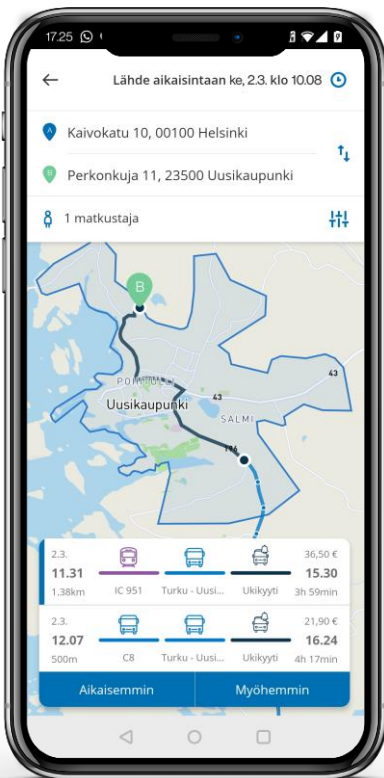 17.25
Lähde aikaisintaan ke, 2.3. klo 10.08
A
Kaivokatu 10, 00100 Helsinki
B
Perkonkuja 11, 23500 Uusikaupunki
1 matkustaja
B
43
43
Uusikaupunki
SALMI
196
2.3. 36,50 €
11.31 15.30
1.38km IC 951 Turku - Uusi... Ukikyyti 3h 59min
2.3. 21,90 €
12.07 16.24
500m C8 Turku - Uusi... Ukikyyti 4h 17min
Aikaisemmin Myöhemmin